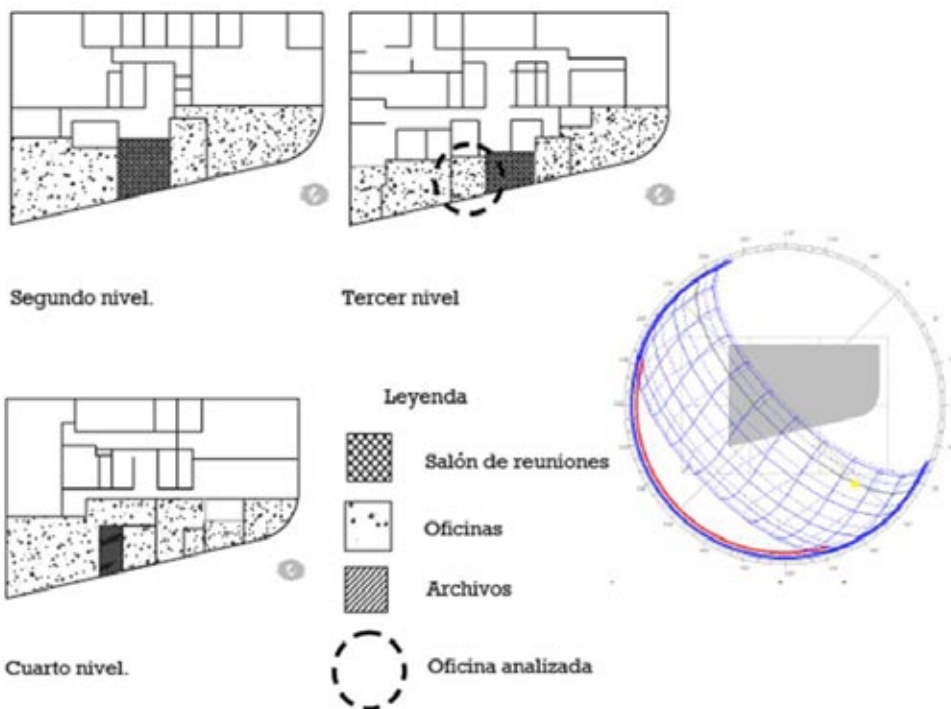 Segundo nivel.
Tercer nivel
Leyenda
Salón de reuniones
Oficinas
Archivos
Cuarto nivel.
Oficina analizada